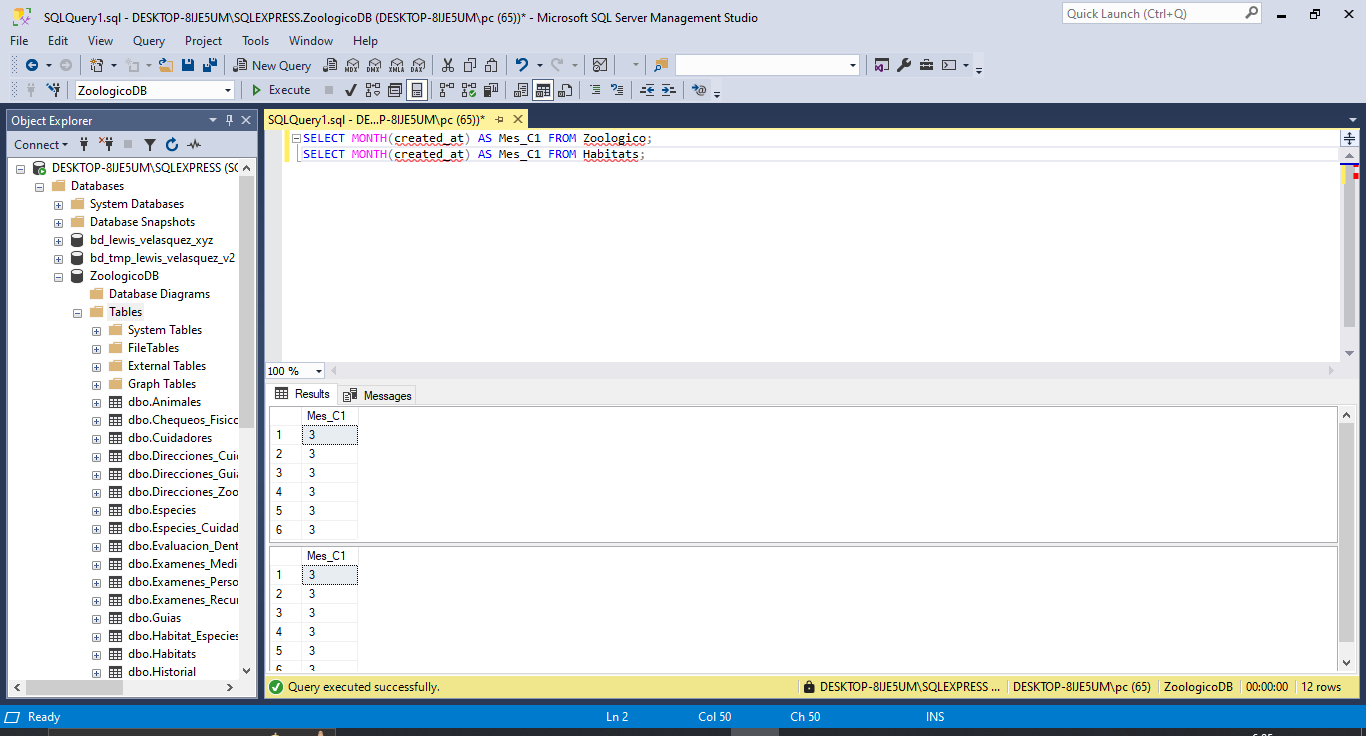 SQLQuery1.sql - DESKTOP-8IJE5UM\SQLEXPRESS.ZoologicoDB (DESKTOP-8IJE5UM\pc (65))* - Microsoft SQL Server Management Studio
Quick Launch (Ctrl+Q)
File Edit View Query Project Tools Window Help
New Query MDX DMX XMLA DAX
ZoologicoDB Execute
Object Explorer
Connect
DESKTOP-8IJE5UM\SQLEXPRESS (SQ
Databases
System Databases
Database Snapshots
bd_lewis_velasquez_xyz
bd_tmp_lewis_velasquez_v2
ZoologicoDB
Database Diagrams
Tables
System Tables
FileTables
External Tables
Graph Tables
dbo.Animales
dbo.Chequeos_Fisico
dbo.Cuidadores
dbo.Direcciones_Cui
dbo.Direcciones_Guia
dbo.Direcciones_Zoo
dbo.Especies
dbo.Especies_Cuidad
dbo.Evaluacion_Dent
dbo.Examenes_Medi
dbo.Examenes_Perso
dbo.Examenes_Recur
dbo.Guias
dbo.Habitat_Especies
dbo.Habitats
dbo.Historial
SQLQuery1.sql - DE...P-8IJE5UM\pc (65))*
SELECT MONTH(created_at) AS Mes_C1 FROM Zoologico;
SELECT MONTH(created_at) AS Mes_C1 FROM Habitats;
100 %
Results Messages
Mes_C1
1 3
2 3
3 3
4 3
5 3
6 3
Mes_C1
1 3
2 3
3 3
4 3
5 3
6 3
Query executed successfully.
DESKTOP-8IJE5UM\SQLEXPRESS ... DESKTOP-8IJE5UM\pc (65) ZoologicoDB 00:00:00 12 rows
Ready Ln 2 Col 50 Ch 50 INS